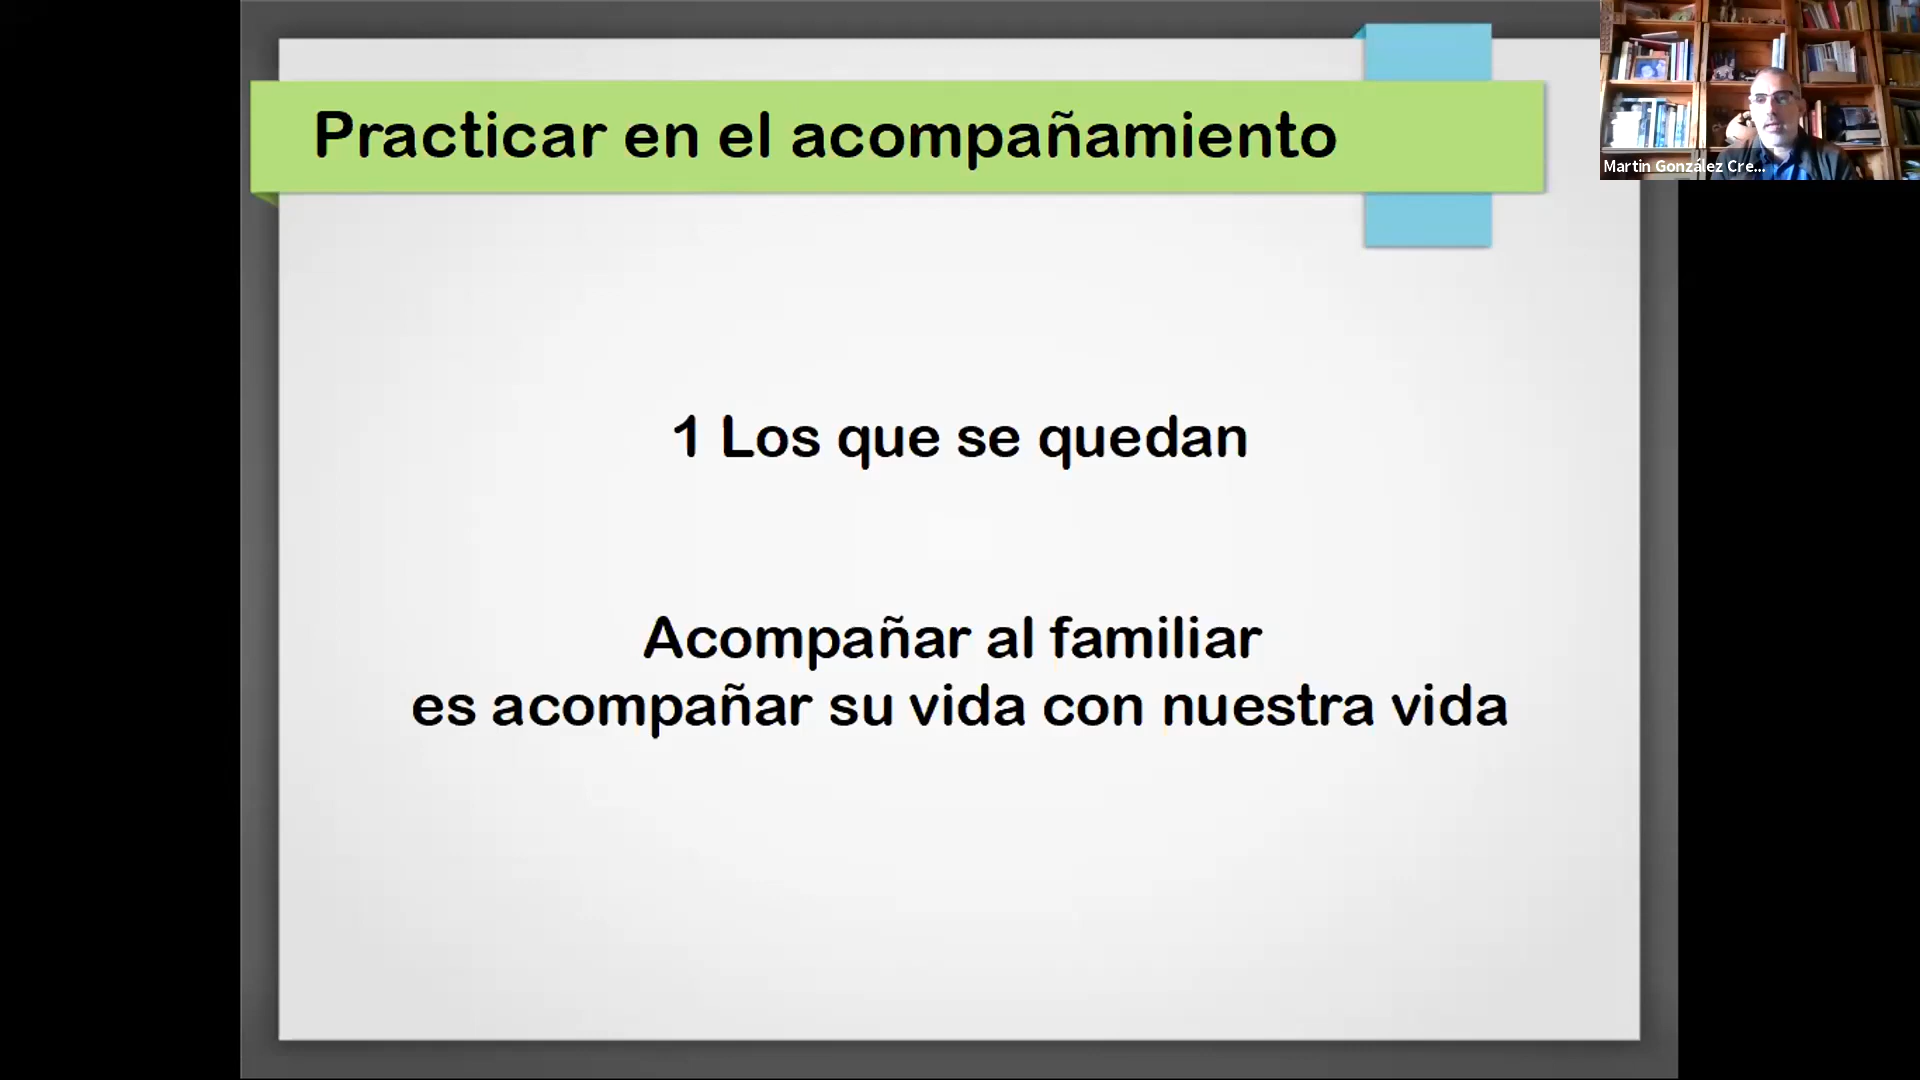 Practicar en el acompañamiento
Martin González Cre...
1 Los que se quedan
Acompañar al familiar
es acompañar su vida con nuestra vida